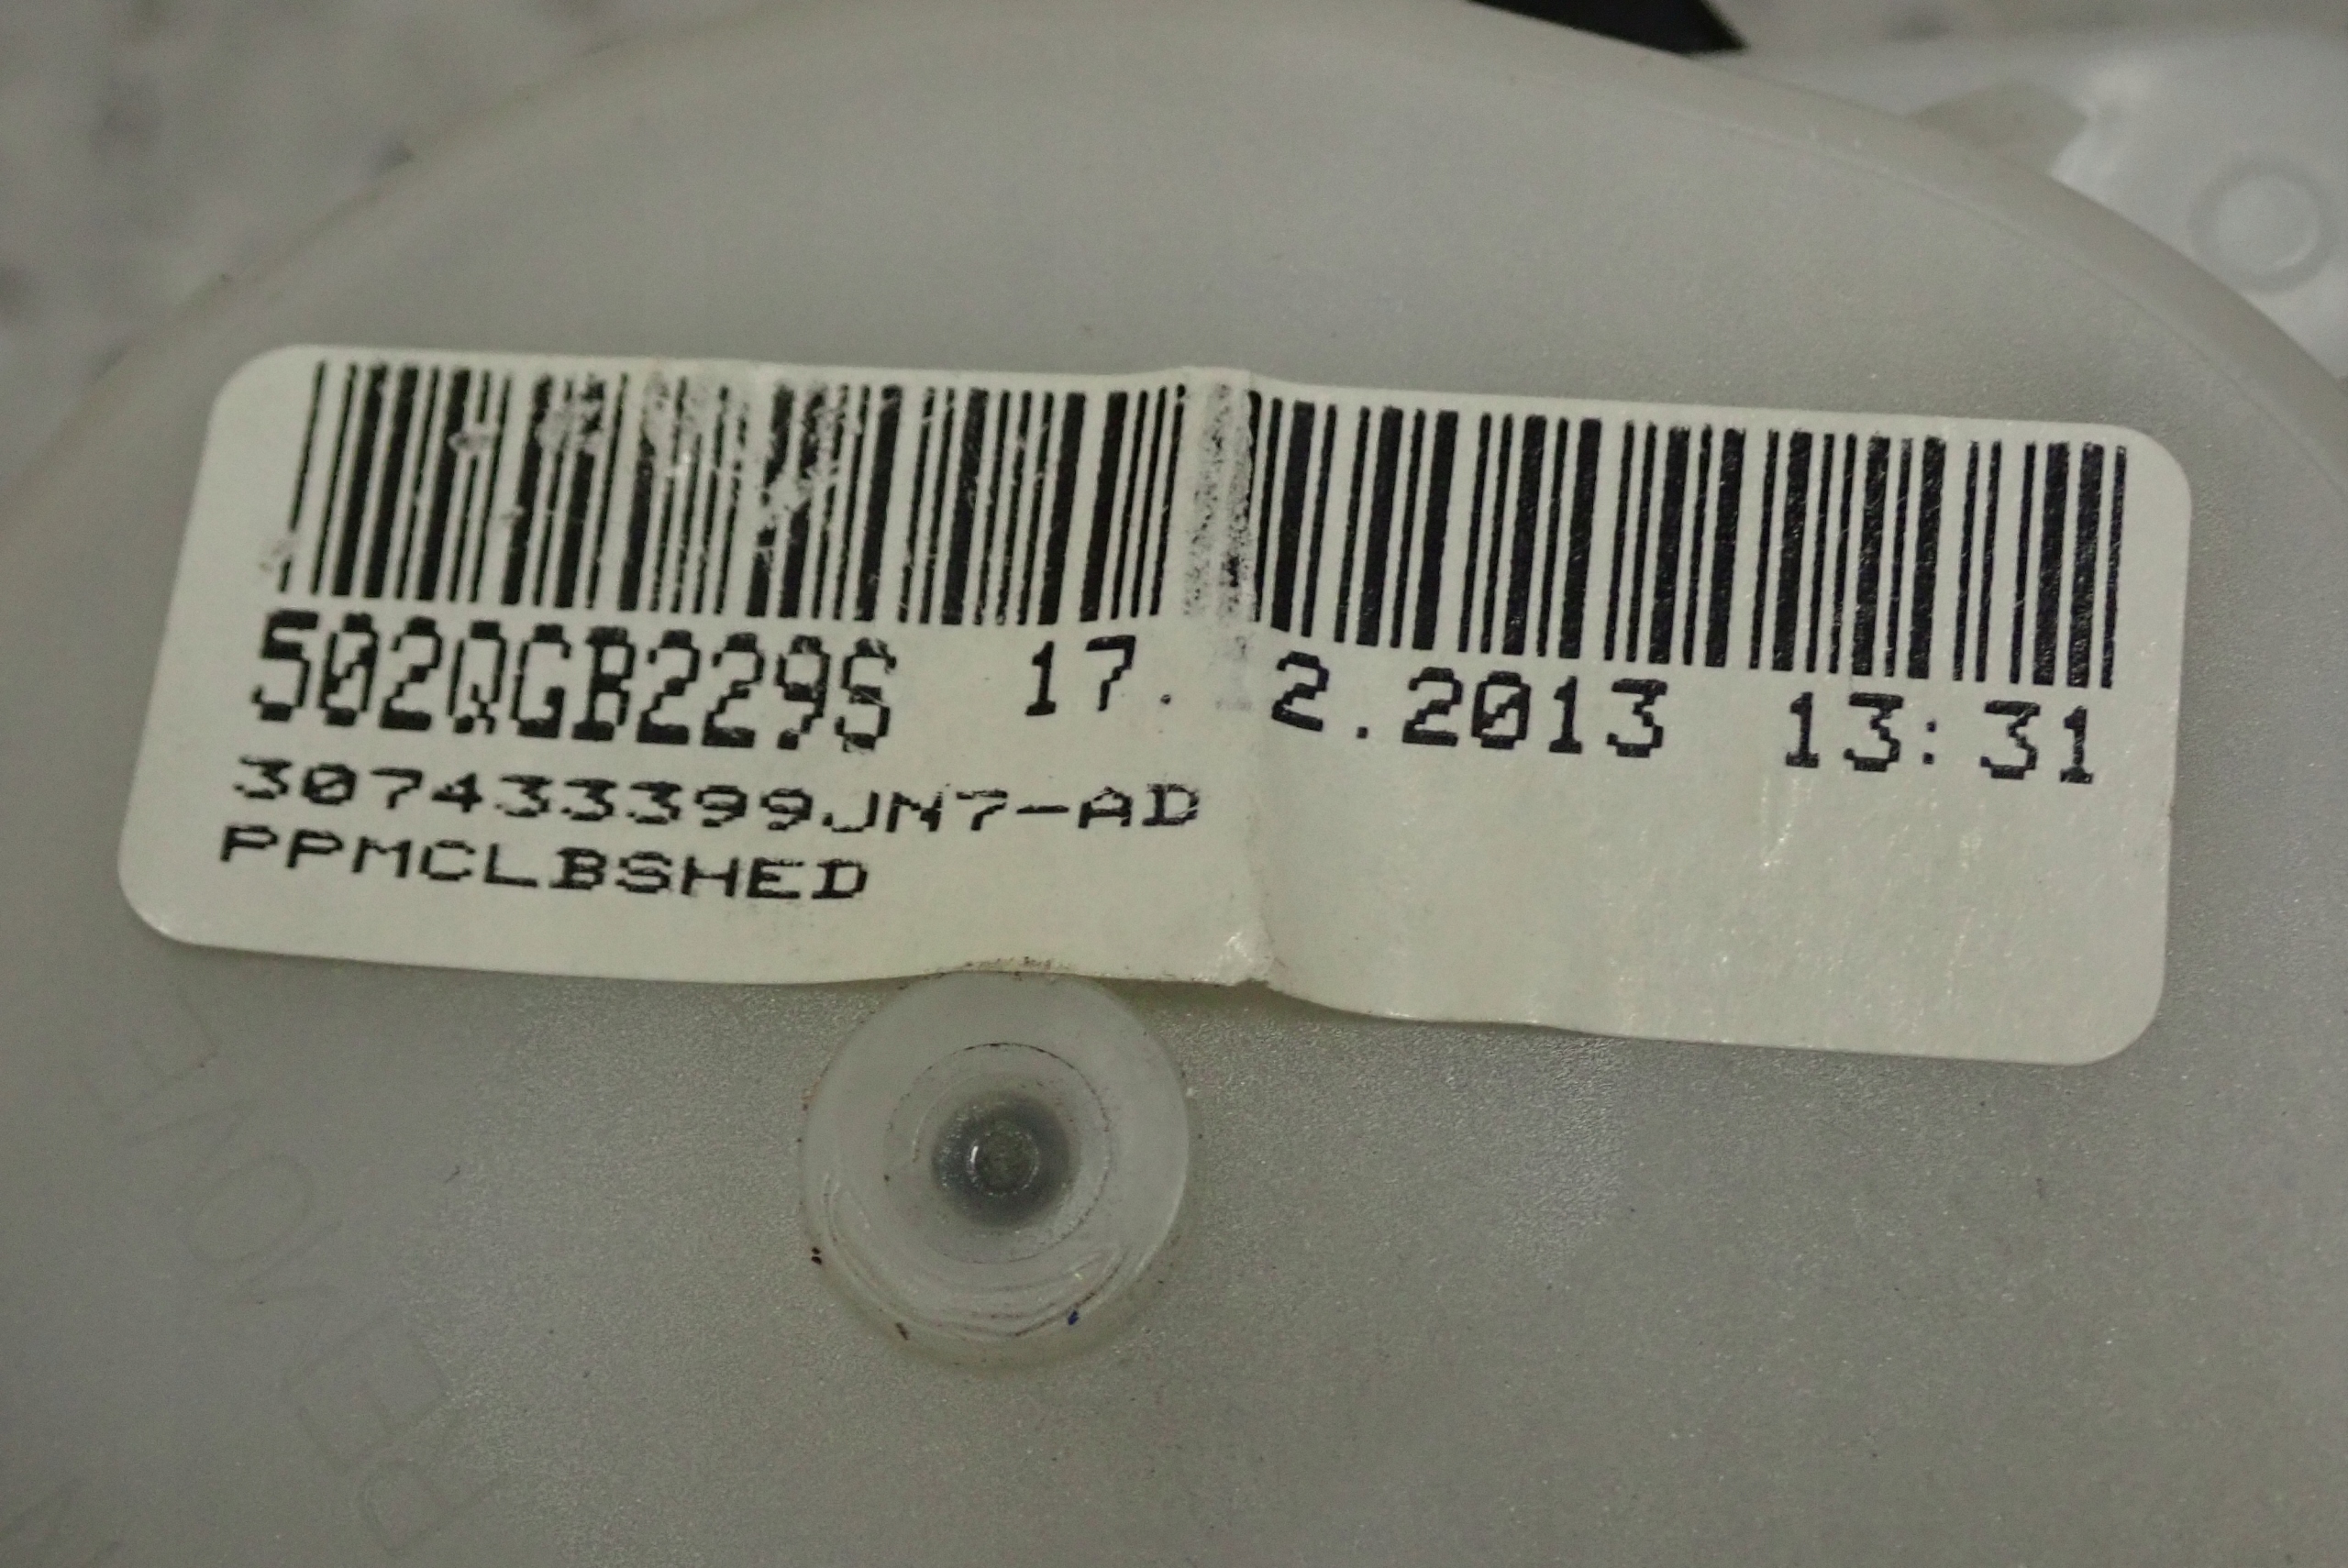 502QGB229S 17. 2.2013 13:31
307433399JN7-AD
PPMCLBSHED